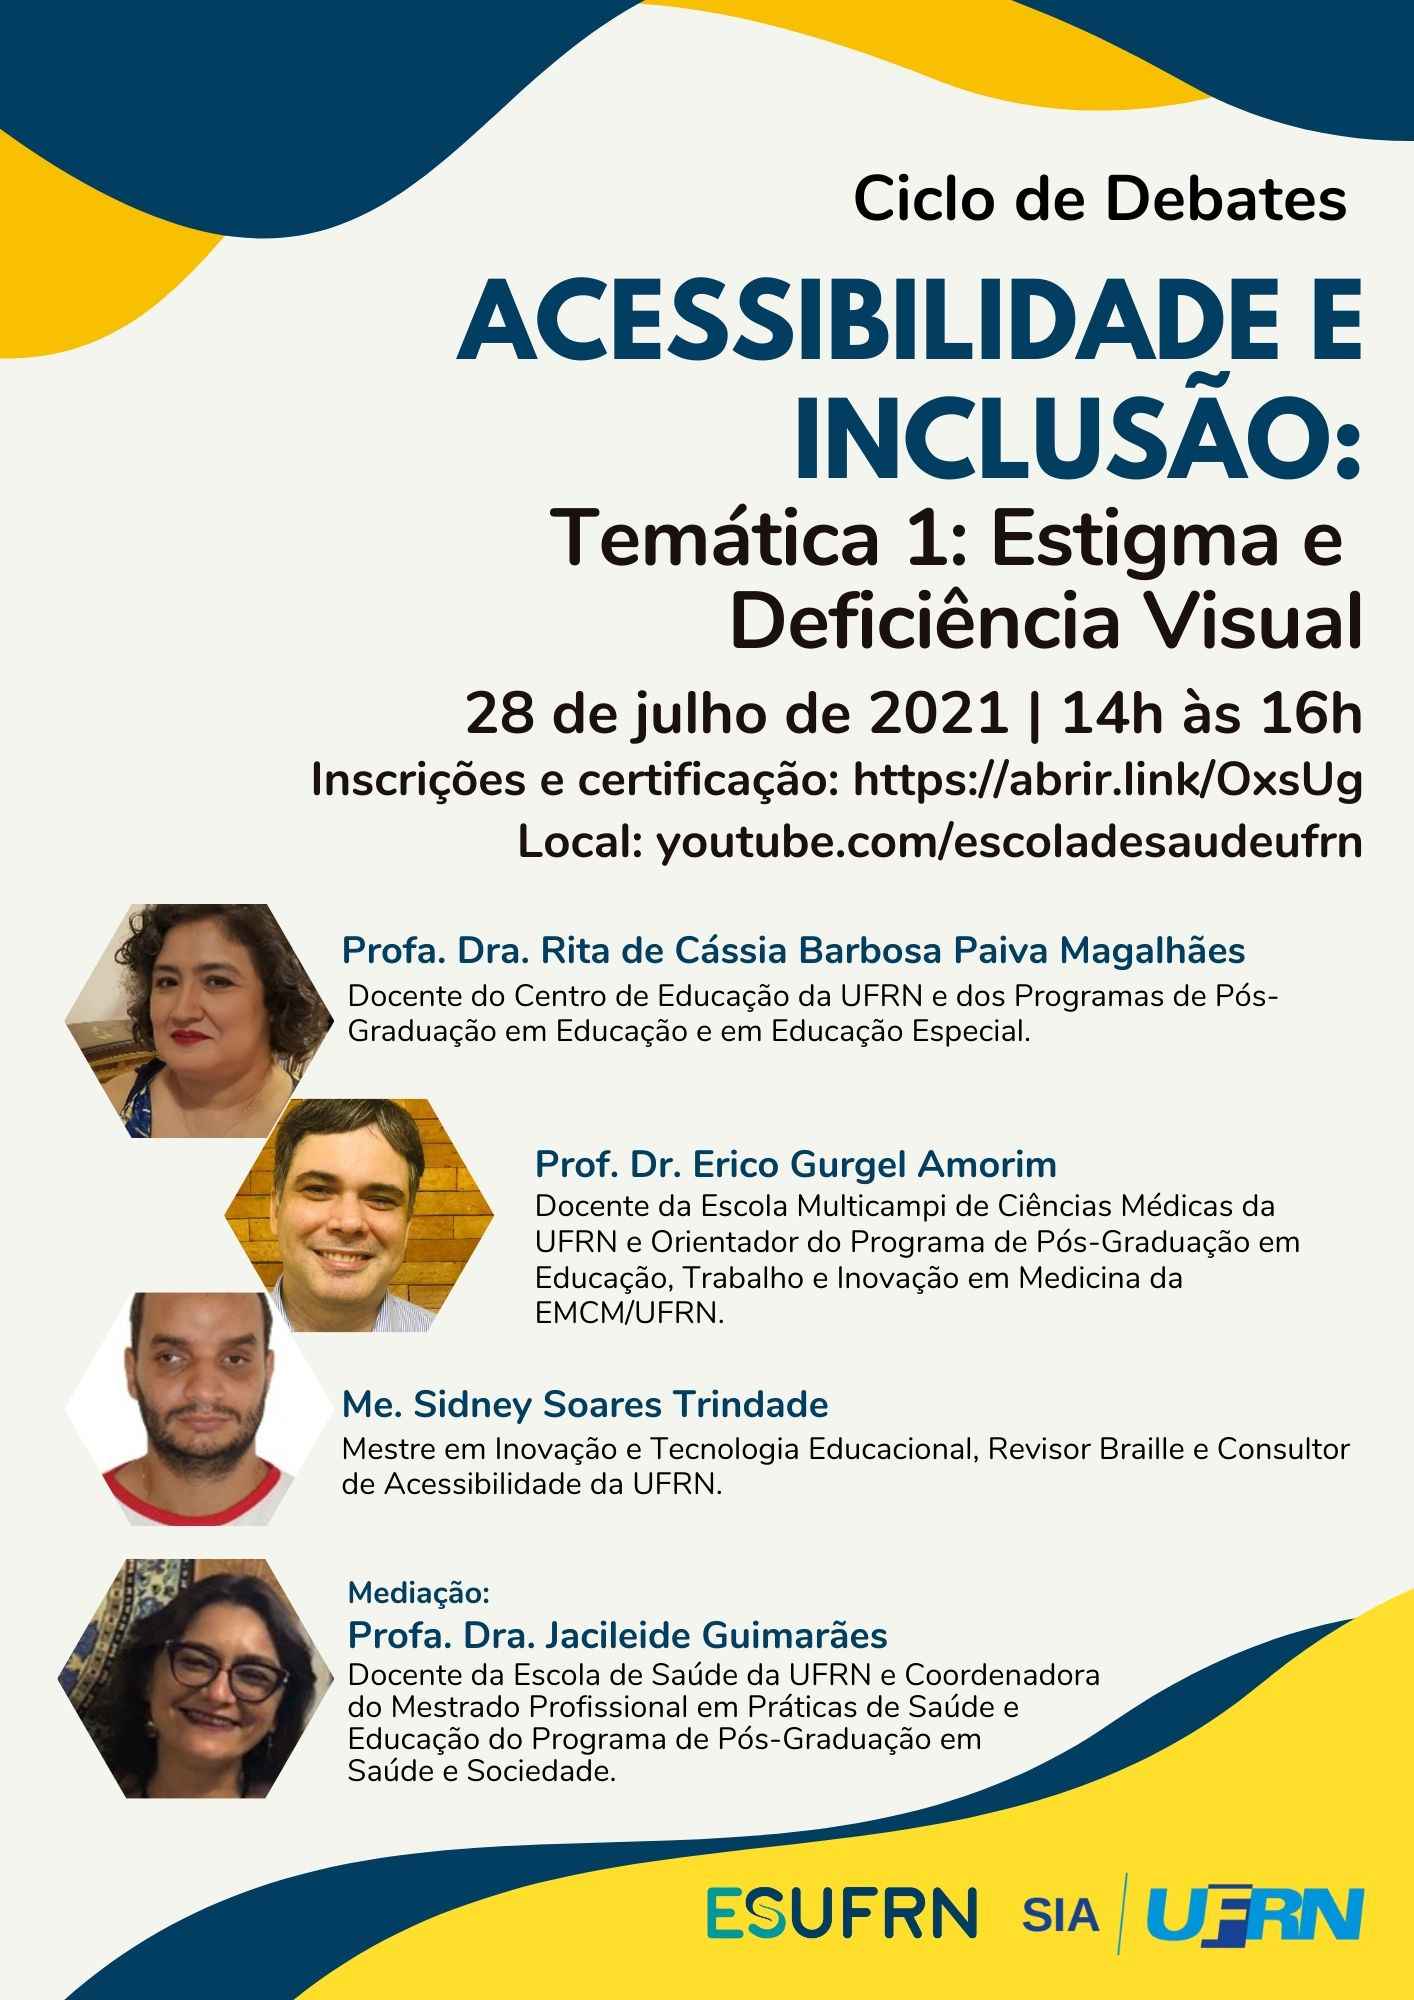 Ciclo de Debates
ACESSIBILIDADE E
INCLUSÃO:
Temática 1: Estigma e
Deficiência Visual
28 de julho de 2021 | 14h às 16h
Inscrições e certificação: https://abrir.link/OxsUg
Local: youtube.com/escoladesaudeufrn
Profa. Dra. Rita de Cássia Barbosa Paiva Magalhães
Docente do Centro de Educação da UFRN e dos Programas de Pós-
Graduação em Educação e em Educação Especial.
Prof. Dr. Erico Gurgel Amorim
Docente da Escola Multicampi de Ciências Médicas da
UFRN e Orientador do Programa de Pós-Graduação em
Educação, Trabalho e Inovação em Medicina da
EMCM/UFRN.
Me. Sidney Soares Trindade
Mestre em Inovação e Tecnologia Educacional, Revisor Braille e Consultor
de Acessibilidade da UFRN.
Mediação:
Profa. Dra. Jacileide Guimarães
Docente da Escola de Saúde da UFRN e Coordenadora
do Mestrado Profissional em Práticas de Saúde e
Educação do Programa de Pós-Graduação em
Saúde e Sociedade.
ESUFRN SIA UFRN